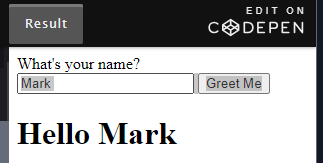 Result
EDIT ON
CODEPEN
What's your name?
Mark Greet Me
Hello Mark